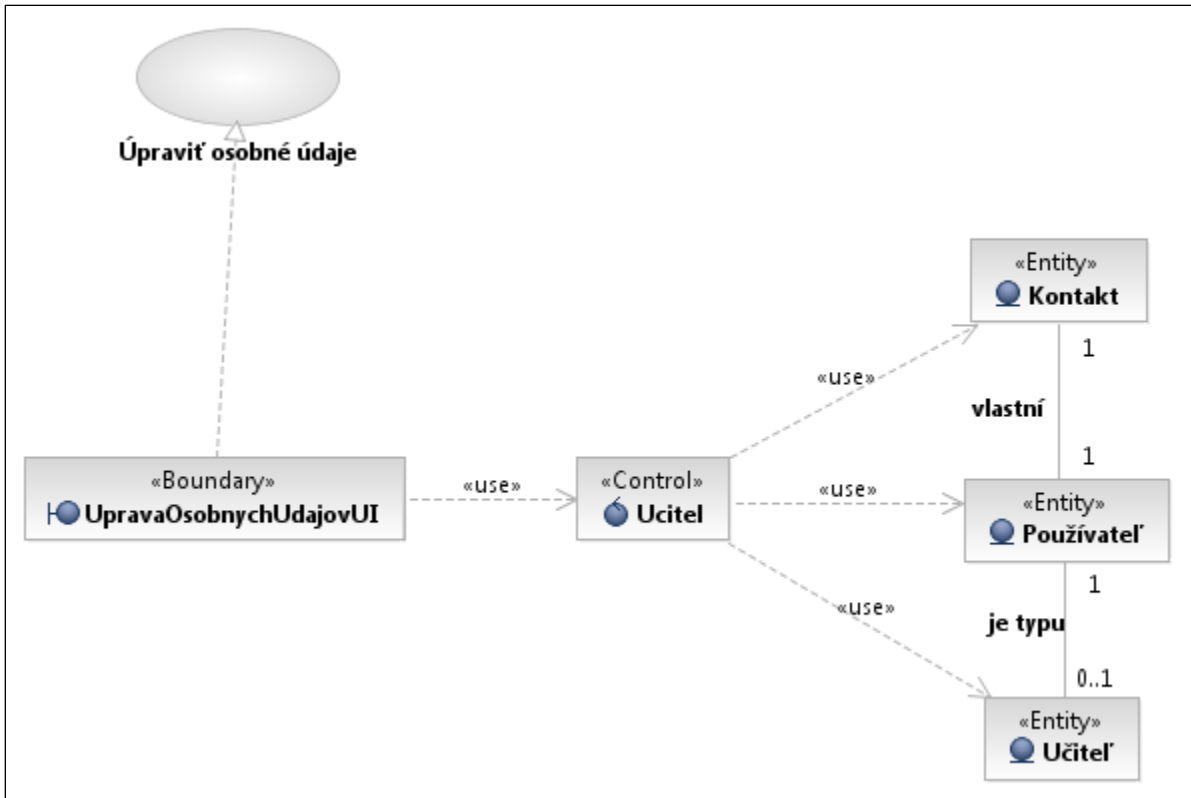 Úpraviť osobné údaje
«Entity»
Kontakt
1
«use»
vlastní
1
«Boundary»
UpravaOsobnychUdajovUI
«use»
«Control»
Ucitel
«use»
«Entity»
Používateľ
1
«use»
je typu
0..1
«Entity»
Učiteľ